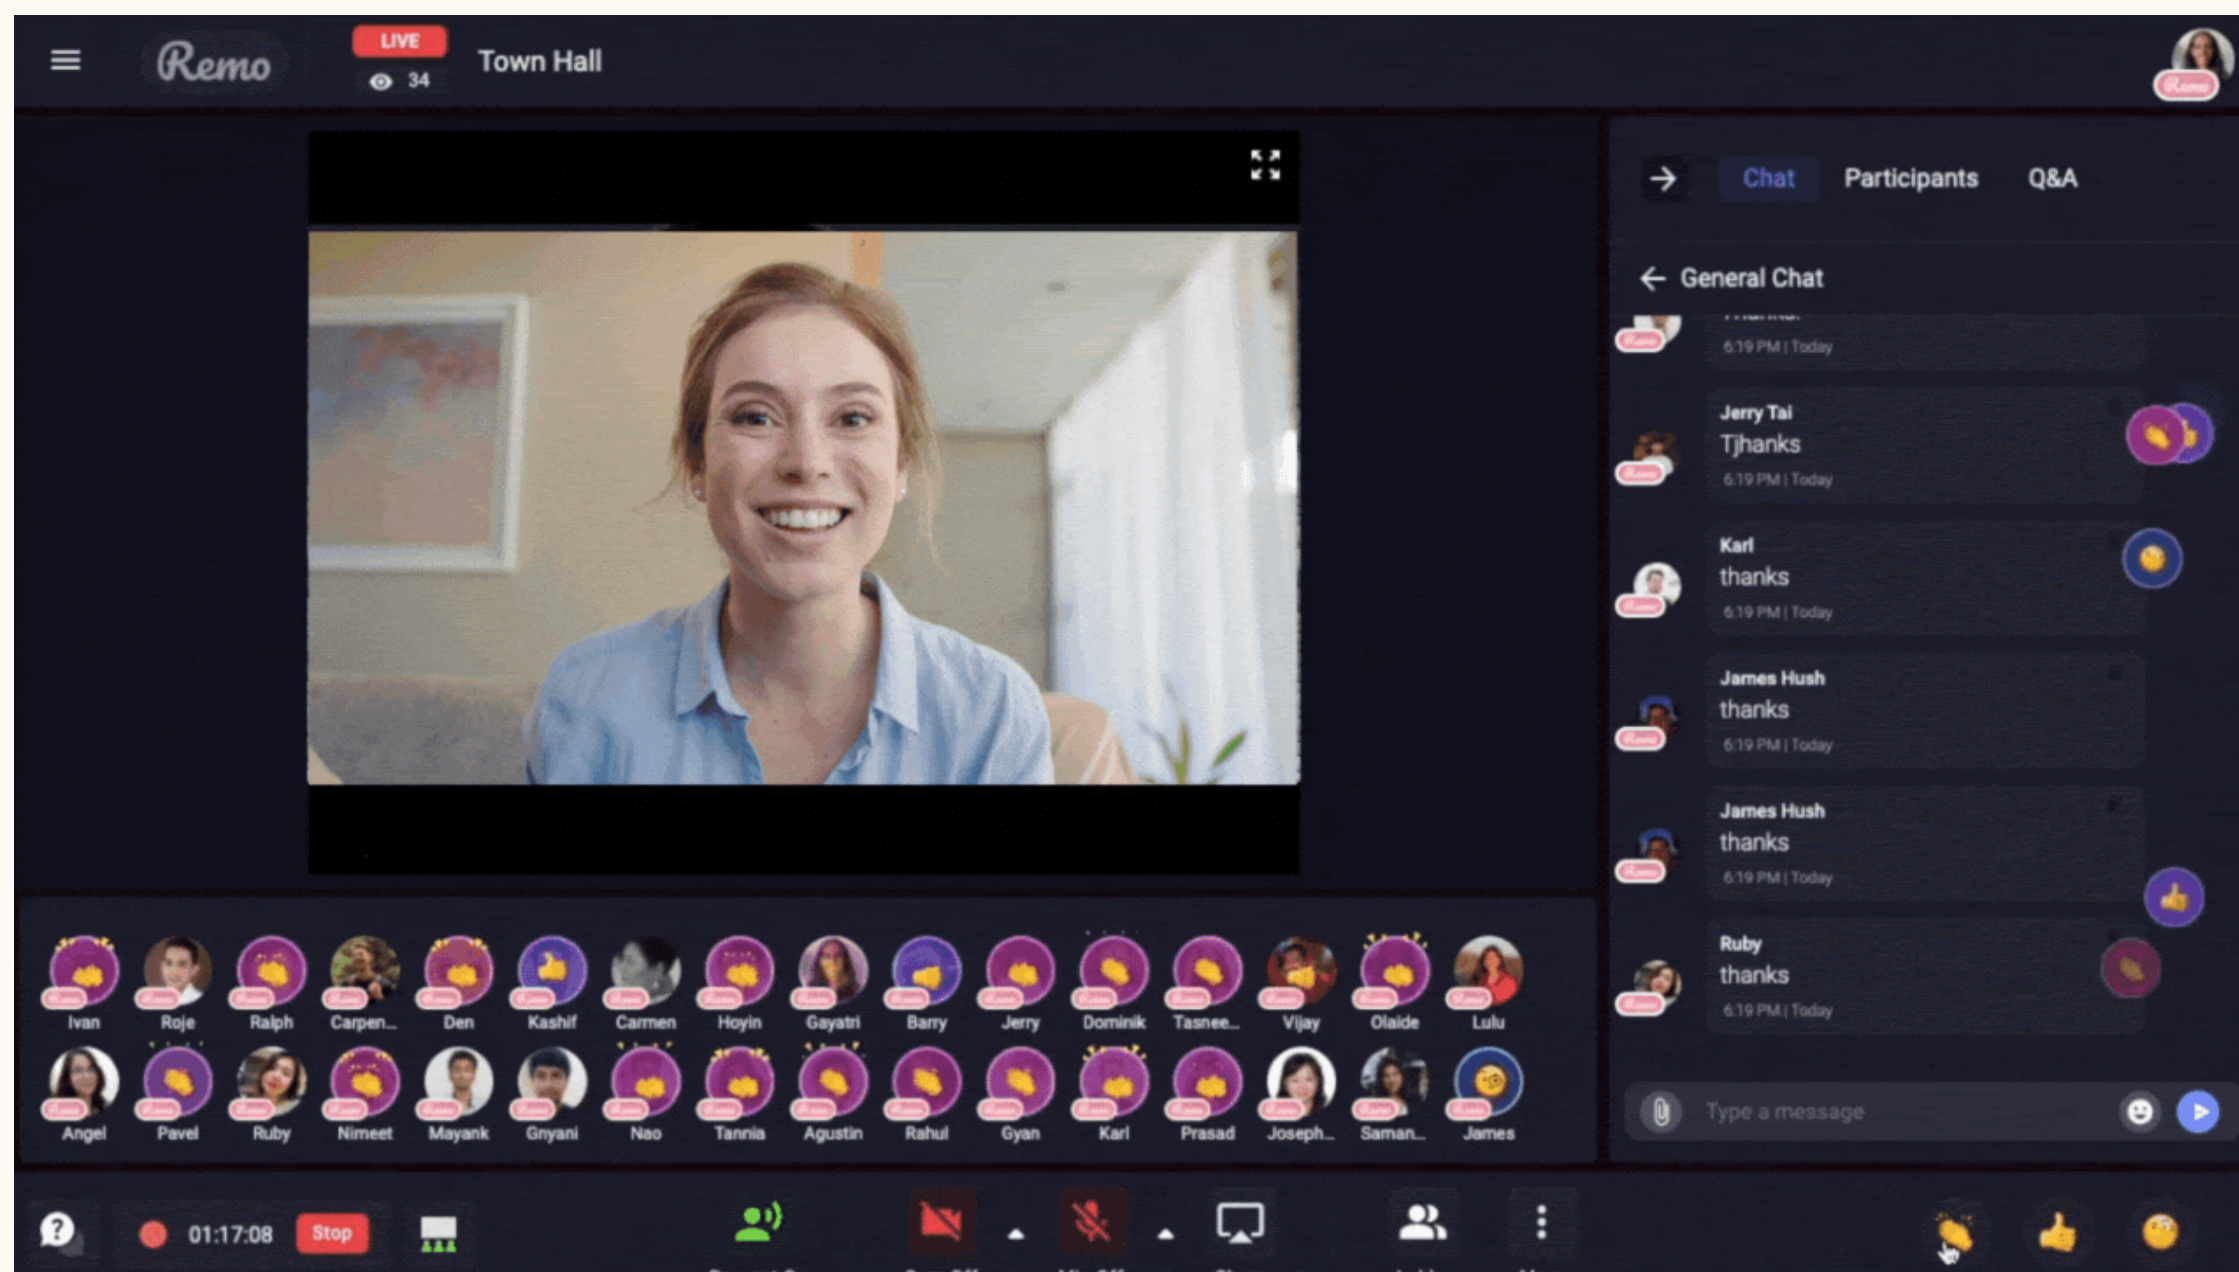 Remo
LIVE
34
Town Hall
Remo
Chat
Participants
Q&A
General Chat
6:19 PM | Today
Jerry Tai
Tjhanks
6:19 PM | Today
Karl
thanks
6:19 PM | Today
James Hush
thanks
6:19 PM | Today
James Hush
thanks
6:19 PM | Today
Ruby
thanks
6:19 PM | Today
Type a message
Ivan
Roje
Ralph
Carpen...
Den
Kashif
Carmen
Hoyin
Gayatri
Barry
Jerry
Dominik
Tasnee...
Vijay
Olaide
Lulu
Angel
Pavel
Ruby
Nimeet
Mayank
Gnyani
Nao
Tannia
Agustin
Rahul
Gyan
Karl
Prasad
Joseph...
Saman...
James
01:17:08
Stop